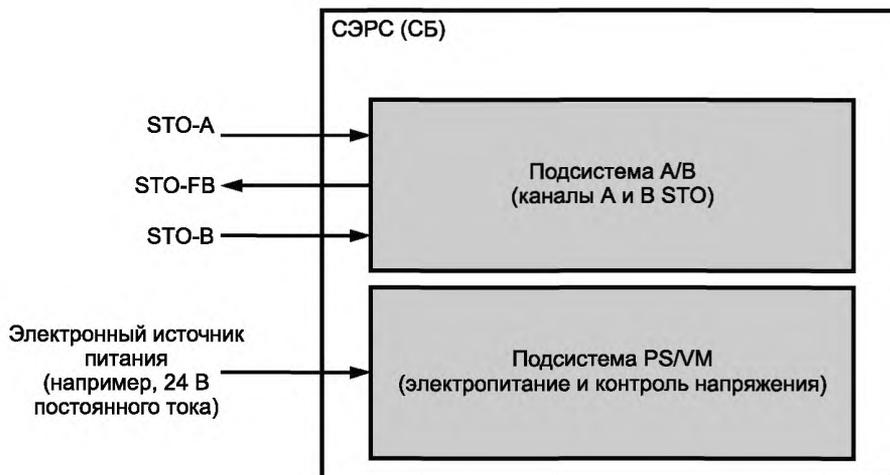 СЭРС (СБ)
STO-A
STO-FB
STO-B
Подсистема A/B
(каналы A и B STO)
Электронный источник
питания
(например, 24 В
постоянного тока)
Подсистема PS/VM
(электропитание и контроль напряжения)